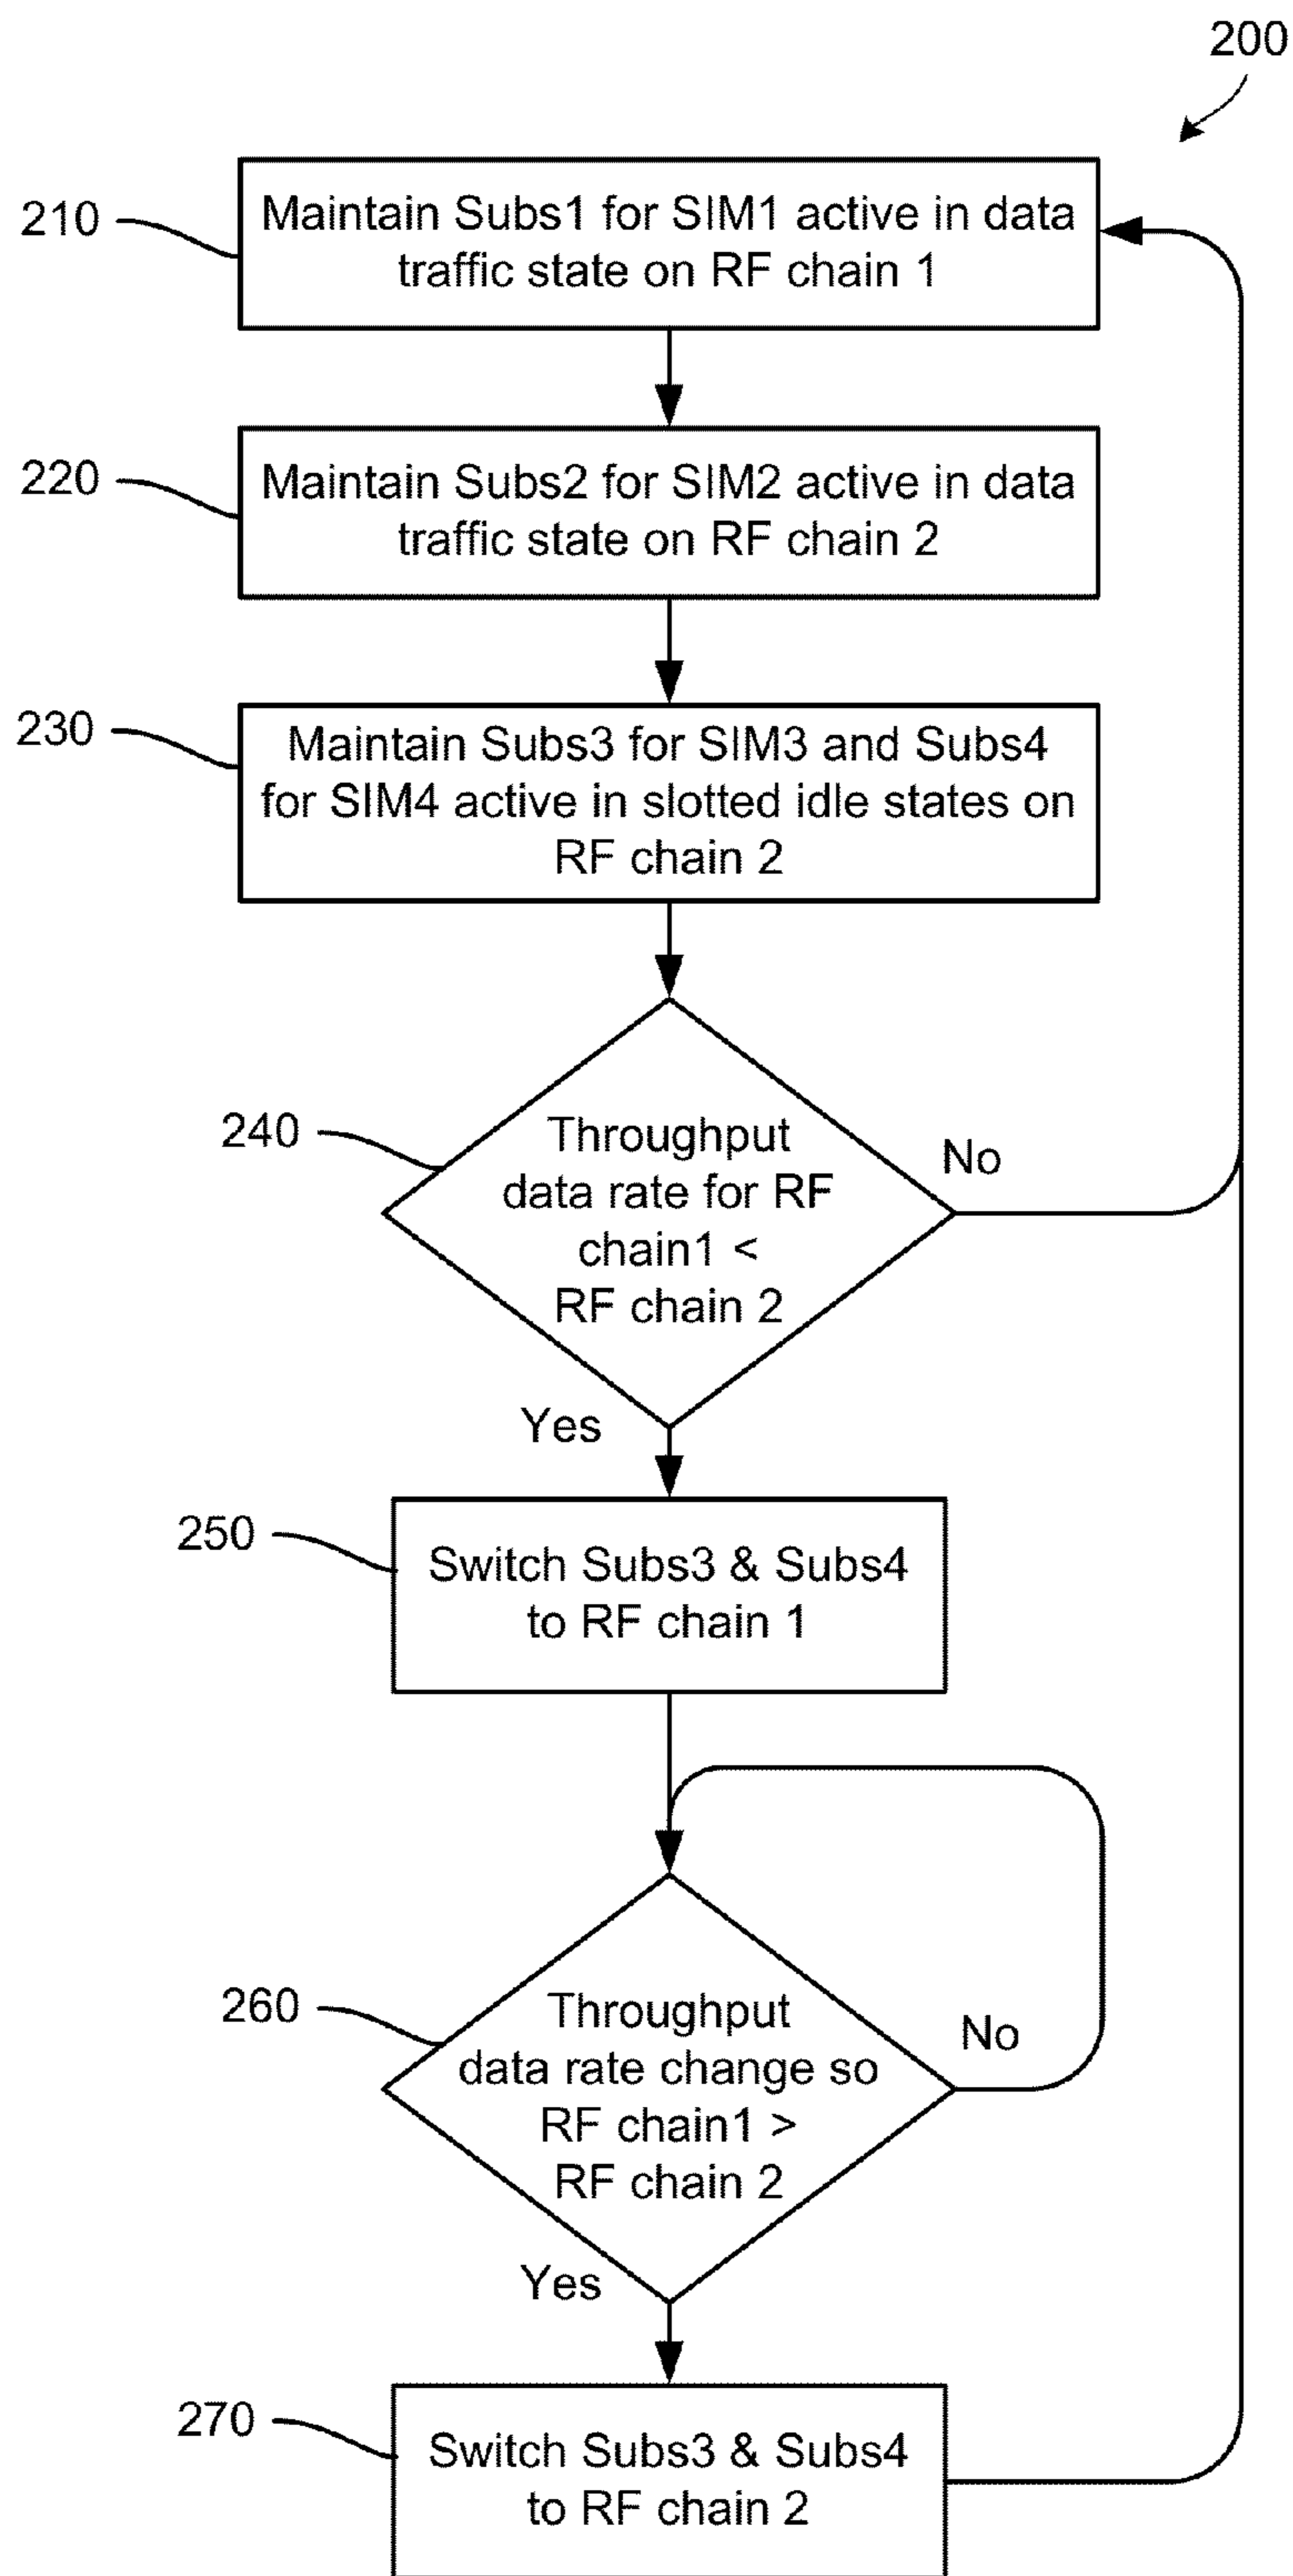 200
210
Maintain Subs1 for SIM1 active in data
traffic state on RF chain 1
220
Maintain Subs2 for SIM2 active in data
traffic state on RF chain 2
230
Maintain Subs3 for SIM3 and Subs4
for SIM4 active in slotted idle states on
RF chain 2
240
Throughput
data rate for RF
chain1 <
RF chain 2
No
Yes
250
Switch Subs3 & Subs4
to RF chain 1
260
Throughput
data rate change so
RF chain1 >
RF chain 2
No
Yes
270
Switch Subs3 & Subs4
to RF chain 2